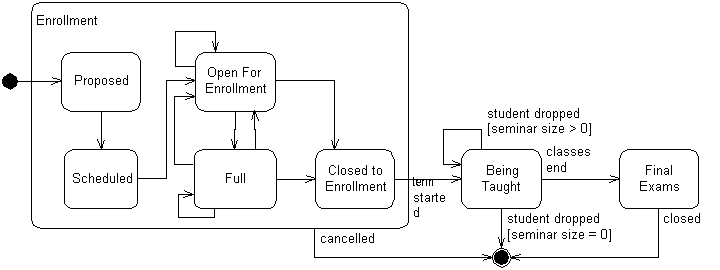 Enrollment
Proposed
Open For
Enrollment
Scheduled
Full
Closed to
Enrollment
term
starte
d
student dropped
[seminar size > 0]
Being
Taught
classes
end
Final
Exams
student dropped
[seminar size = 0]
closed
cancelled